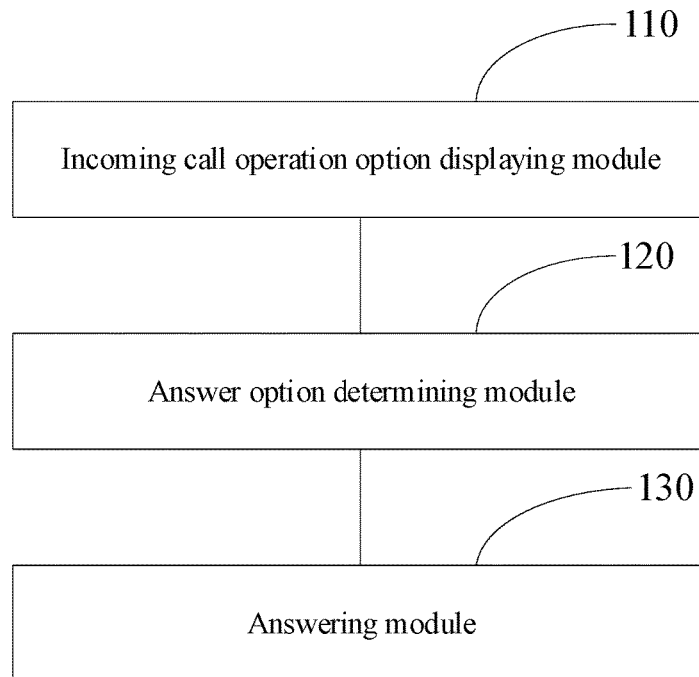 110
Incoming call operation option displaying module
120
Answer option determining module
130
Answering module